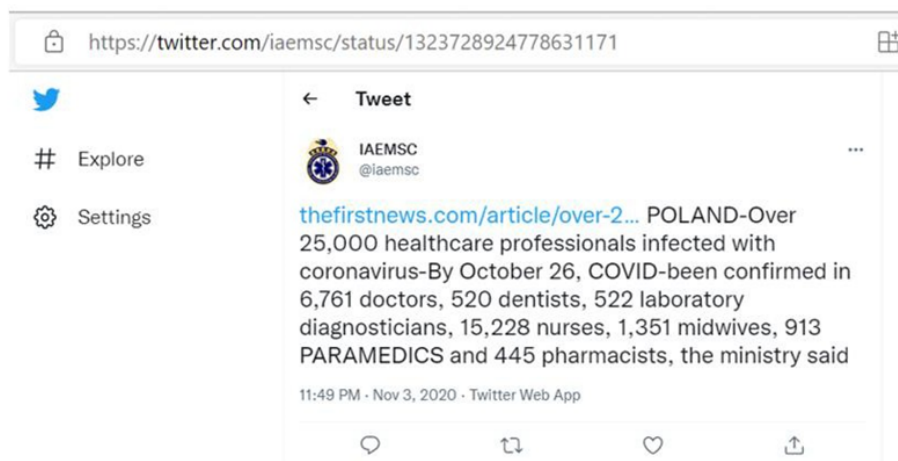 https://twitter.com/iaemsc/status/1323728924778631171
← Tweet
# Explore
Settings
IAEMSC
@iaemsc
...
thefirstnews.com/article/over-2... POLAND-Over
25,000 healthcare professionals infected with
coronavirus-By October 26, COVID-been confirmed in
6,761 doctors, 520 dentists, 522 laboratory
diagnosticians, 15,228 nurses, 1,351 midwives, 913
PARAMEDICS and 445 pharmacists, the ministry said
11:49 PM · Nov 3, 2020 · Twitter Web App